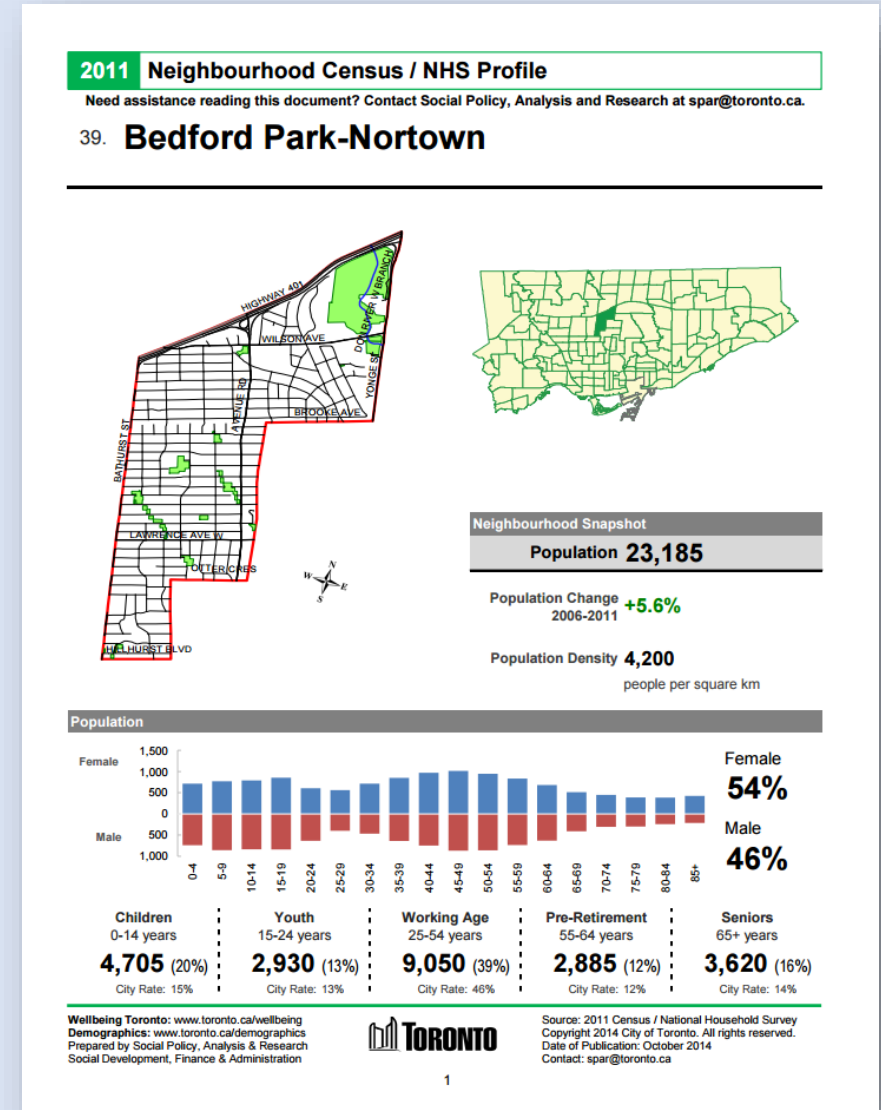 2011 Neighbourhood Census / NHS Profile
Need assistance reading this document? Contact Social Policy, Analysis and Research at spar@toronto.ca.
39. Bedford Park-Nortown
HIGHWAY 401
DON RIVER W BRANCH
WILSON AVE
YONGE ST
AVENUE RD
BROOKE AVE
BATHURST ST
LAWRENCE AVE W
OTTER CRES
HILLHURST BLVD
N
W E
S
Neighbourhood Snapshot
Population 23,185
Population Change
2006-2011 +5.6%
Population Density 4,200
people per square km
Population
Female
Male
1,500
1,000
500
0
500
1,000
0-4 5-9 10-14 15-19 20-24 25-29 30-34 35-39 40-44 45-49 50-54 55-59 60-64 65-69 70-74 75-79 80-84 85+
Female
54%
Male
46%
Children
0-14 years
4,705 (20%)
City Rate: 15%
Youth
15-24 years
2,930 (13%)
City Rate: 13%
Working Age
25-54 years
9,050 (39%)
City Rate: 46%
Pre-Retirement
55-64 years
2,885 (12%)
City Rate: 12%
Seniors
65+ years
3,620 (16%)
City Rate: 14%
Wellbeing Toronto: www.toronto.ca/wellbeing
Demographics: www.toronto.ca/demographics
Prepared by Social Policy, Analysis & Research
Social Development, Finance & Administration
TORONTO
Source: 2011 Census / National Household Survey
Copyright 2014 City of Toronto. All rights reserved.
Date of Publication: October 2014
Contact: spar@toronto.ca
1